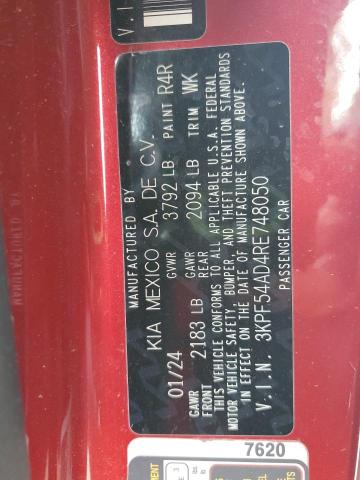 MANUFACTURED BY
KIA MEXICO S.A. DE C.V.
01/24 GVWR 3792 LB PAINT R4R
GAWR FRONT 2183 LB GAWR REAR 2094 LB TRIM WK
THIS VEHICLE CONFORMS TO ALL APPLICABLE U.S.A. FEDERAL
MOTOR VEHICLE SAFETY, BUMPER, AND THEFT PREVENTION STANDARDS
IN EFFECT ON THE DATE OF MANUFACTURE SHOWN ABOVE.
V.I.N. 3KPF54AD4RE748050
PASSENGER CAR
7620
V.I